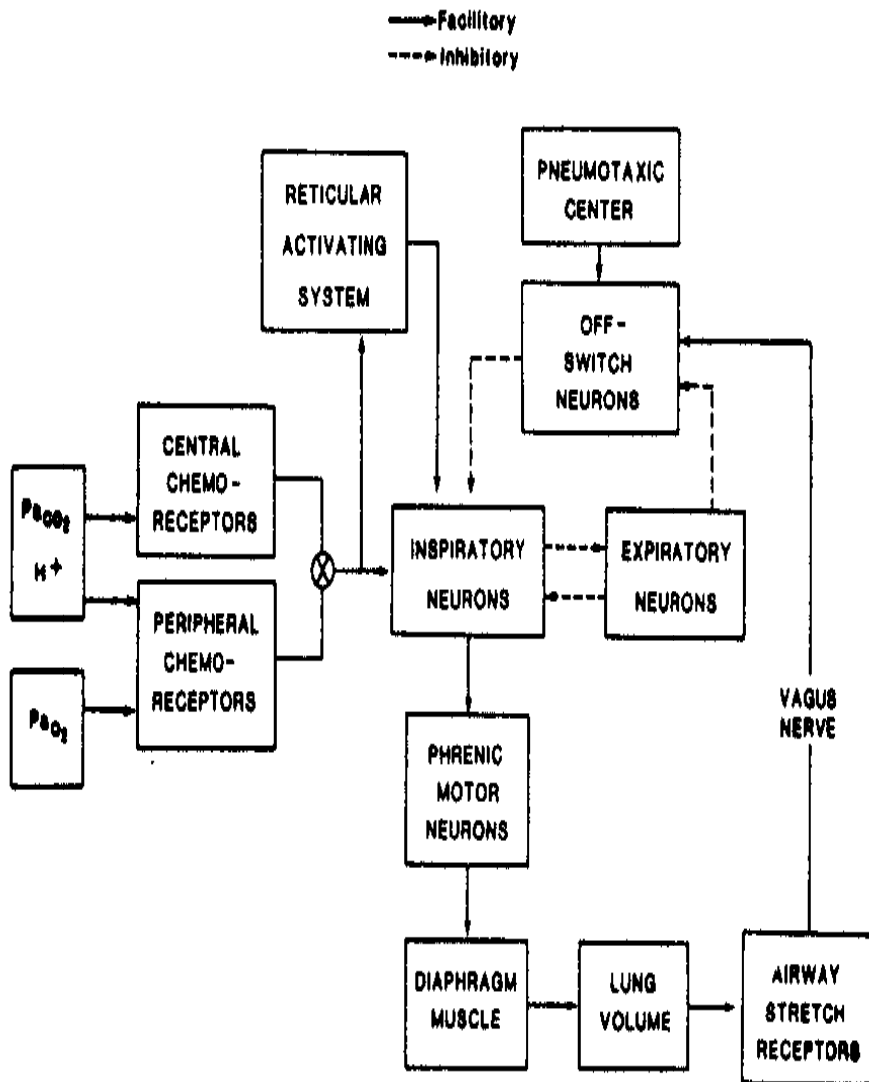 Facilitory
Inhibitory
PNEUMOTAXIC
CENTER
RETICULAR
ACTIVATING
SYSTEM
OFF-
SWITCH
NEURONS
CENTRAL
CHEMO-
RECEPTORS
PaCO2
H+
INSPIRATORY
NEURONS
EXPIRATORY
NEURONS
PERIPHERAL
CHEMO-
RECEPTORS
PaO2
VAGUS
NERVE
PHRENIC
MOTOR
NEURONS
DIAPHRAGM
MUSCLE
LUNG
VOLUME
AIRWAY
STRETCH
RECEPTORS